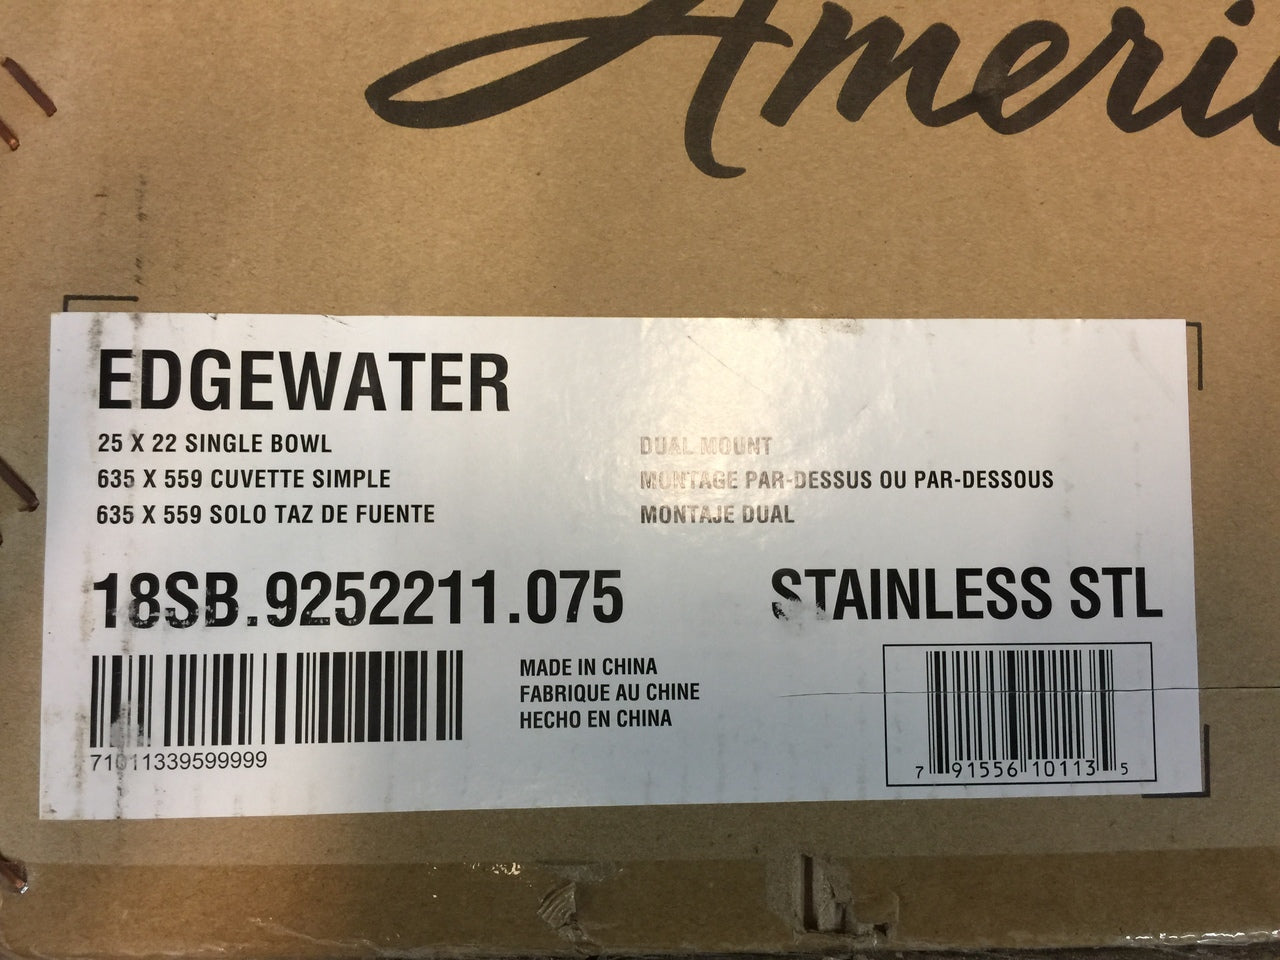 Ameri
EDGEWATER
25 X 22 SINGLE BOWL
635 X 559 CUVETTE SIMPLE
635 X 559 SOLO TAZ DE FUENTE
DUAL MOUNT
MONTAGE PAR-DESSUS OU PAR-DESSOUS
MONTAJE DUAL
18SB.9252211.075
STAINLESS STL
71011339599999
MADE IN CHINA
FABRIQUE AU CHINE
HECHO EN CHINA
7 91556 10113 5